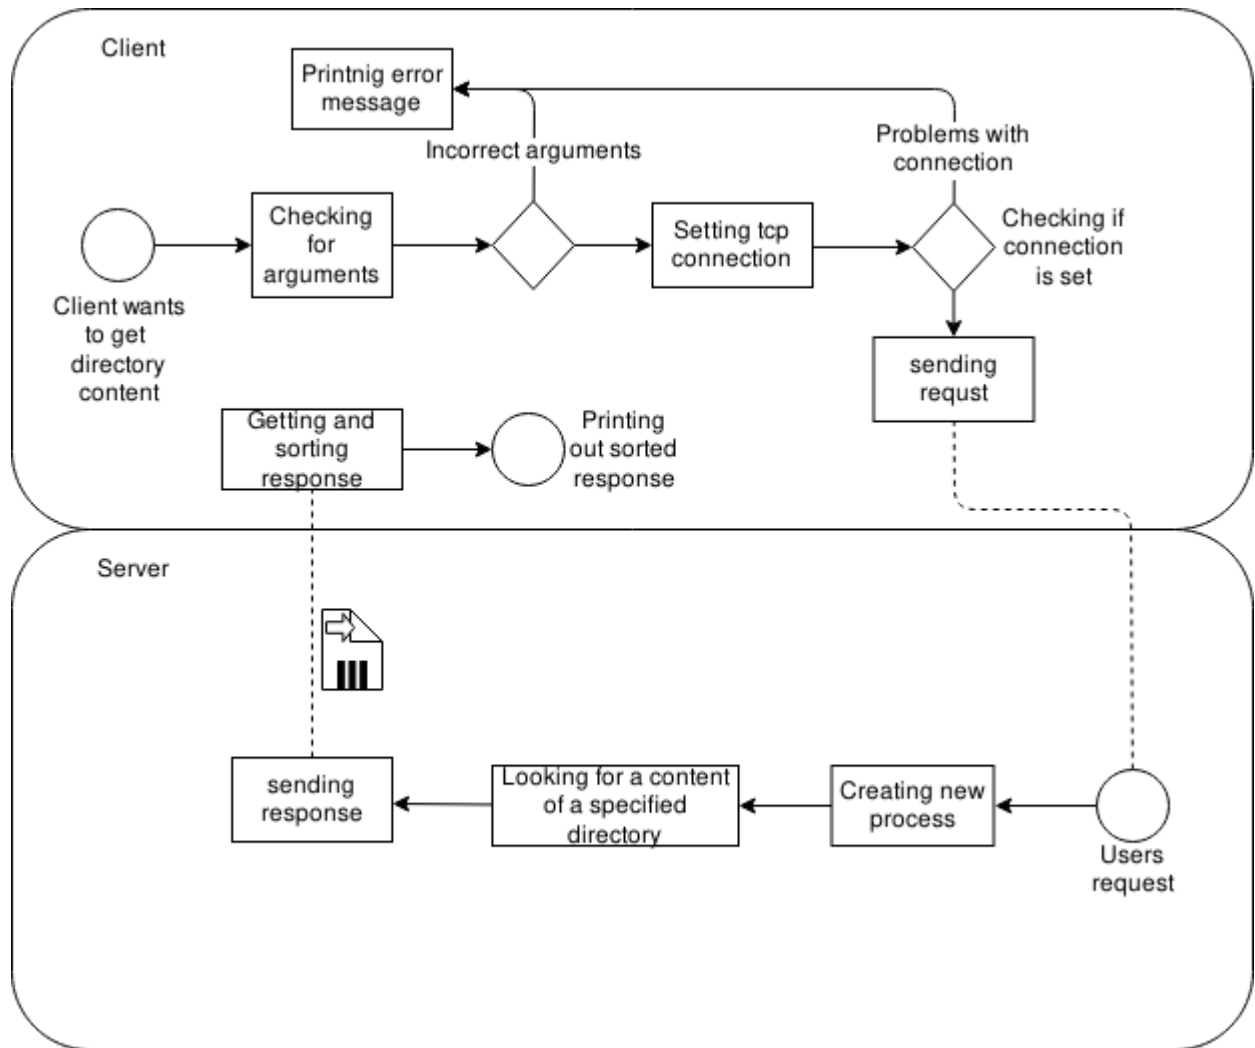 Client
Printnig error
message
Incorrect arguments
Problems with
connection
Checking
for
arguments
Setting tcp
connection
Checking if
connection
is set
Client wants
to get
directory
content
sending
requst
Getting and
sorting
response
Printing
out sorted
response
Server
sending
response
Looking for a content
of a specified
directory
Creating new
process
Users
request